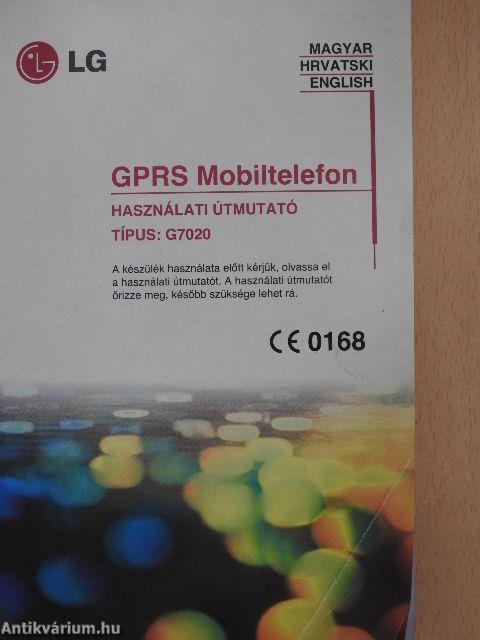 LG
MAGYAR
HRVATSKI
ENGLISH
GPRS Mobiltelefon
HASZNÁLATI ÚTMUTATÓ
TÍPUS: G7020
A készülék használata előtt kérjük, olvassa el
a használati útmutatót. A használati útmutatót
őrizze meg, később szüksége lehet rá.
CE 0168
Antikvárium.hu